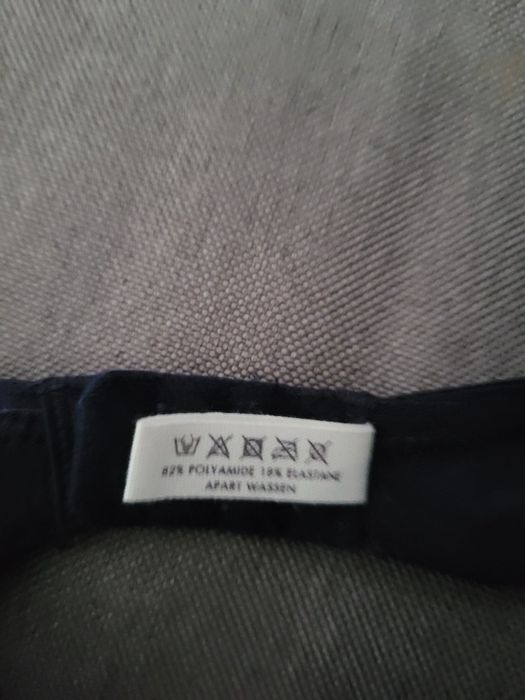 82% POLYAMIDE 18% ELASTANE
APART WASSEN